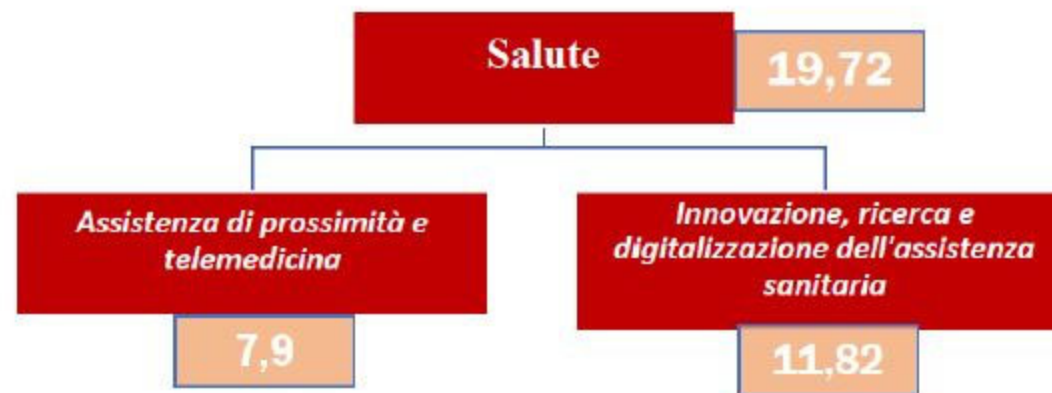 Salute
19,72
Assistenza di prossimità e
telemedicina
7,9
Innovazione, ricerca e
digitalizzazione dell'assistenza
sanitaria
11,82